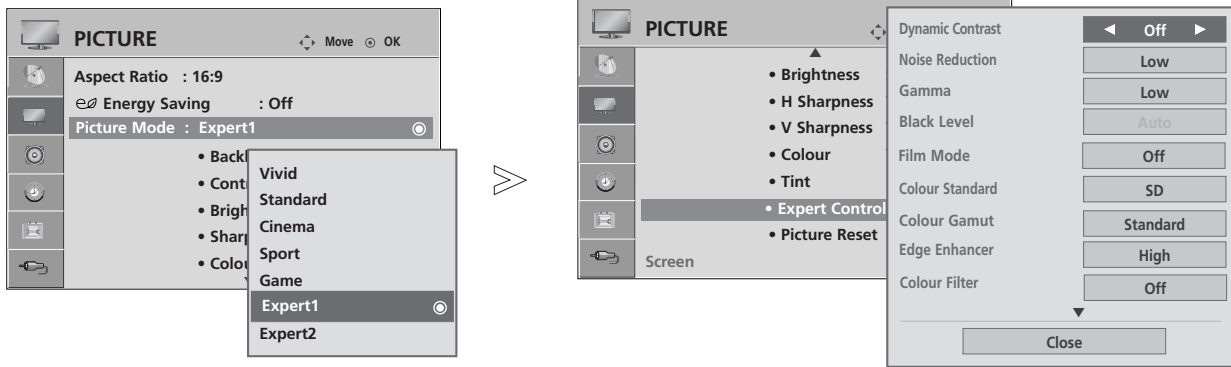 PICTURE
Move ⊙ OK
Aspect Ratio : 16:9
Energy Saving : Off
Picture Mode : Expert1
• Back
• Cont
• Brigh
• Shar
• Colou
Vivid
Standard
Cinema
Sport
Game
Expert1
Expert2
>
PICTURE
• Brightness
• H Sharpness
• V Sharpness
• Colour
• Tint
• Expert Control
• Picture Reset
Screen
Dynamic Contrast ◀ Off ▶
Noise Reduction Low
Gamma Low
Black Level Auto
Film Mode Off
Colour Standard SD
Colour Gamut Standard
Edge Enhancer High
Colour Filter Off
▼
Close